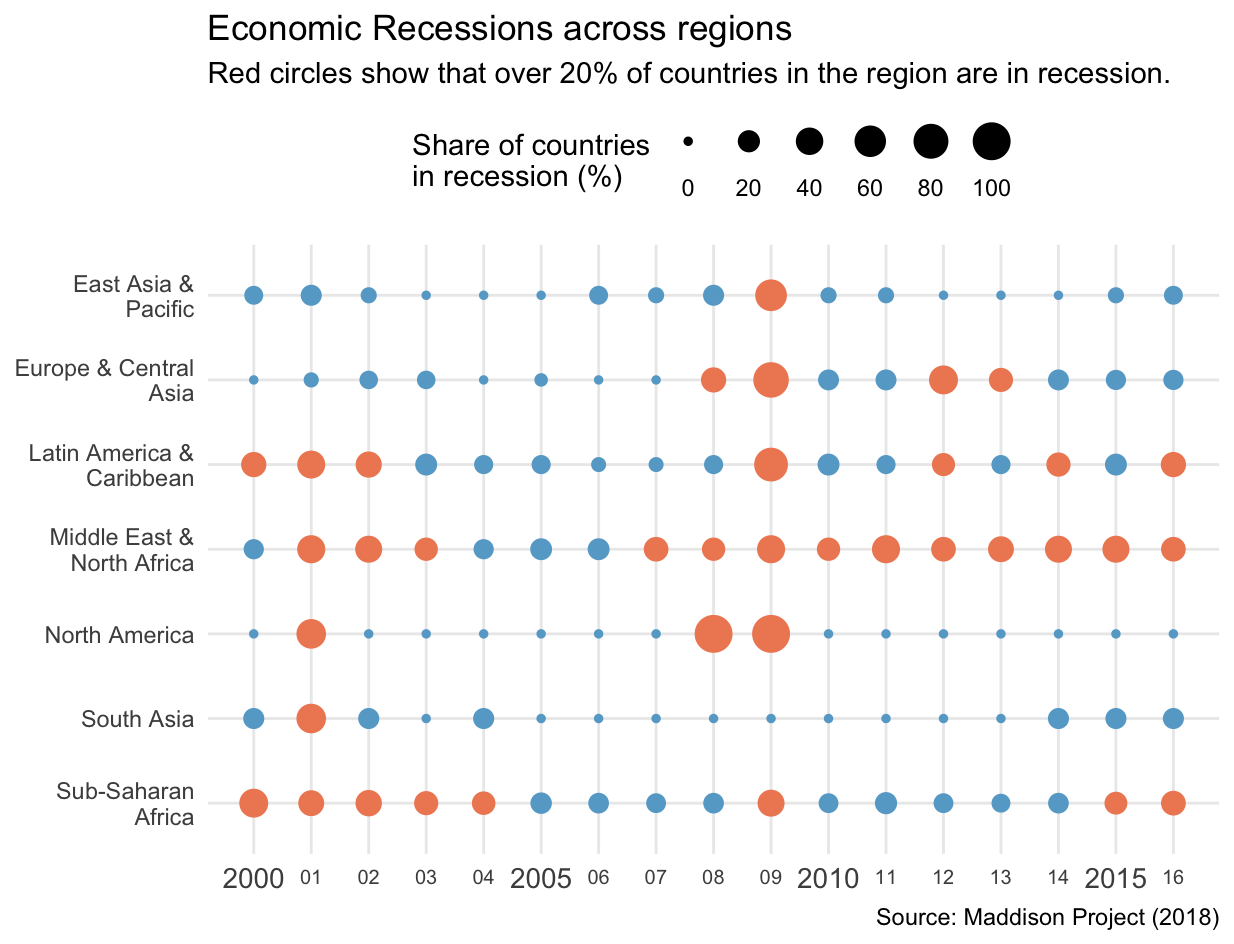 Economic Recessions across regions
Red circles show that over 20% of countries in the region are in recession.
Share of countries
in recession (%)
0 20 40 60 80 100
East Asia &
Pacific
Europe & Central
Asia
Latin America &
Caribbean
Middle East &
North Africa
North America
South Asia
Sub-Saharan
Africa
2000 01 02 03 04 2005 06 07 08 09 2010 11 12 13 14 2015 16
Source: Maddison Project (2018)